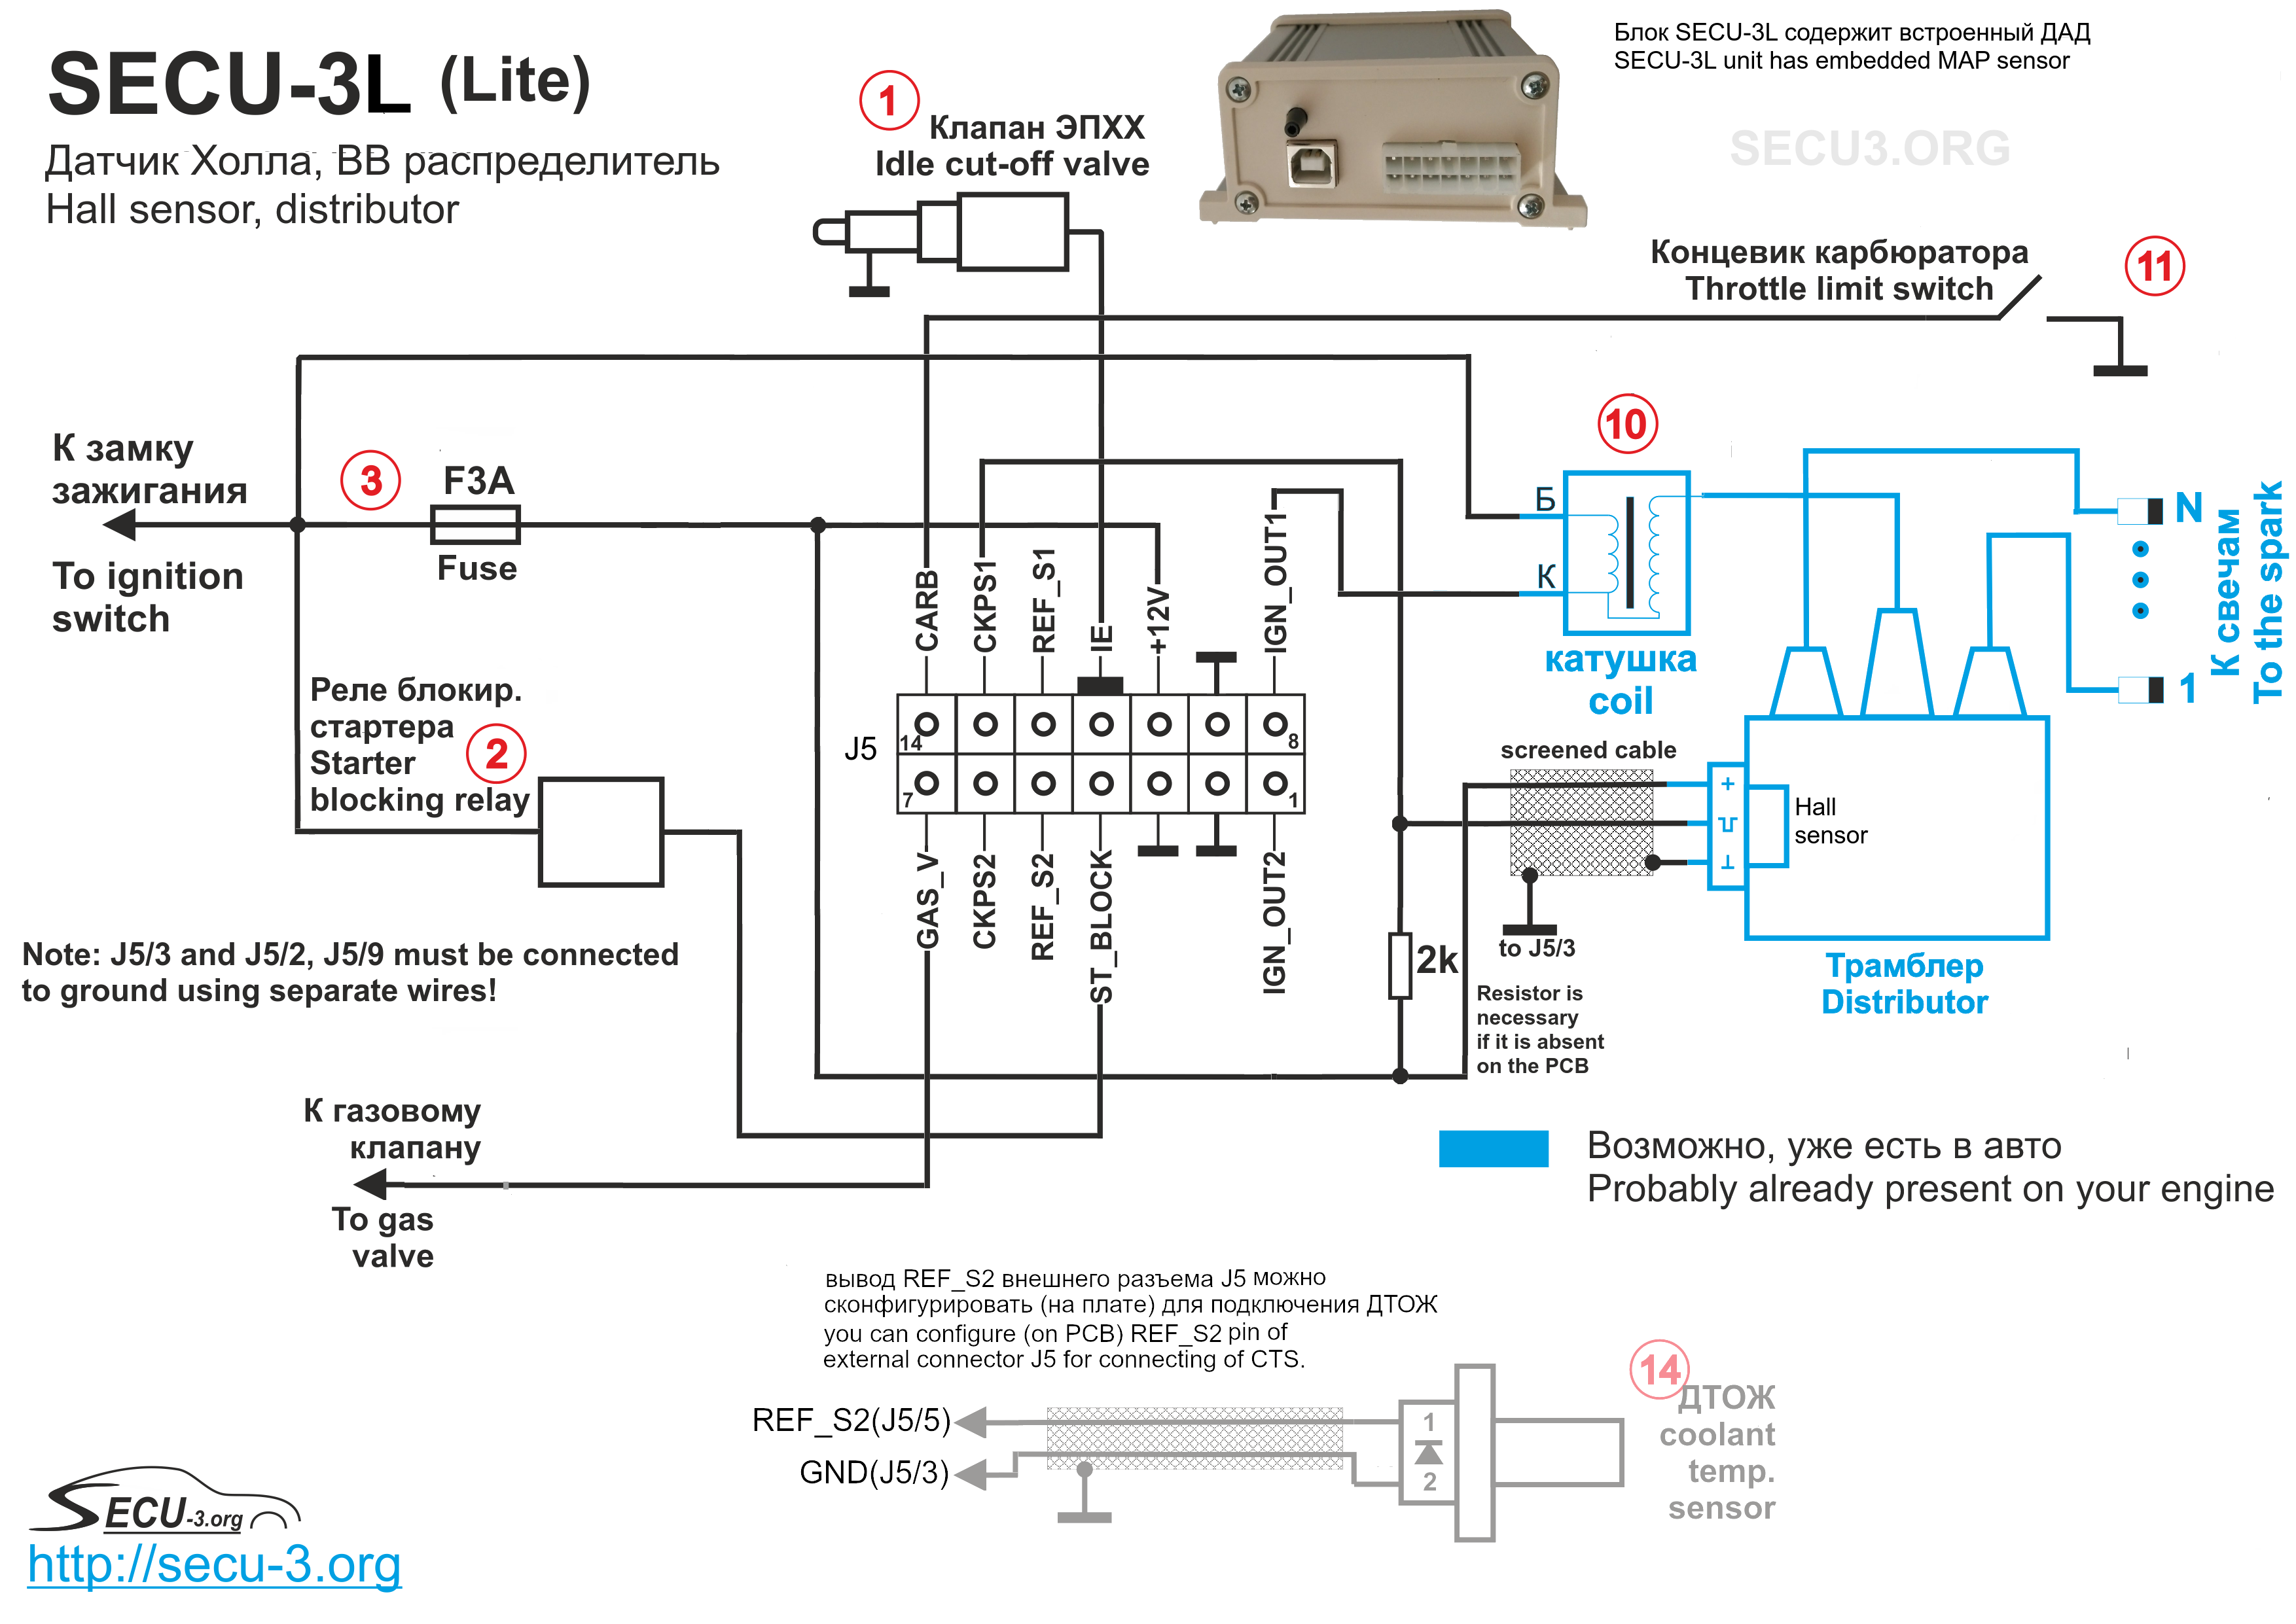 SECU-3L (Lite)
Датчик Холла, ВВ распределитель
Hall sensor, distributor
Блок SECU-3L содержит встроенный ДАД
SECU-3L unit has embedded MAP sensor
SECU3.ORG
1
Клапан ЭПХХ
Idle cut-off valve
Концевик карбюратора
Throttle limit switch
11
К замку
зажигания
To ignition
switch
3
F3A
Fuse
10
Б
К
катушка
coil
N
1
К свечам
To the spark
CARB
CKPS1
REF_S1
IE
+12V
IGN_OUT1
J5
14
8
7
1
GAS_V
CKPS2
REF_S2
ST_BLOCK
IGN_OUT2
Реле блокир.
стартера
Starter
blocking relay
2
screened cable
+
Hall
sensor
to J5/3
Трамблер
Distributor
2k
Resistor is
necessary
if it is absent
on the PCB
Note: J5/3 and J5/2, J5/9 must be connected
to ground using separate wires!
К газовому
клапану
To gas
valve
Возможно, уже есть в авто
Probably already present on your engine
вывод REF_S2 внешнего разъема J5 можно
сконфигурировать (на плате) для подключения ДТОЖ
you can configure (on PCB) REF_S2 pin of
external connector J5 for connecting of CTS.
REF_S2(J5/5)
GND(J5/3)
1
2
14
ДТОЖ
coolant
temp.
sensor
SECU-3.org
http://secu-3.org